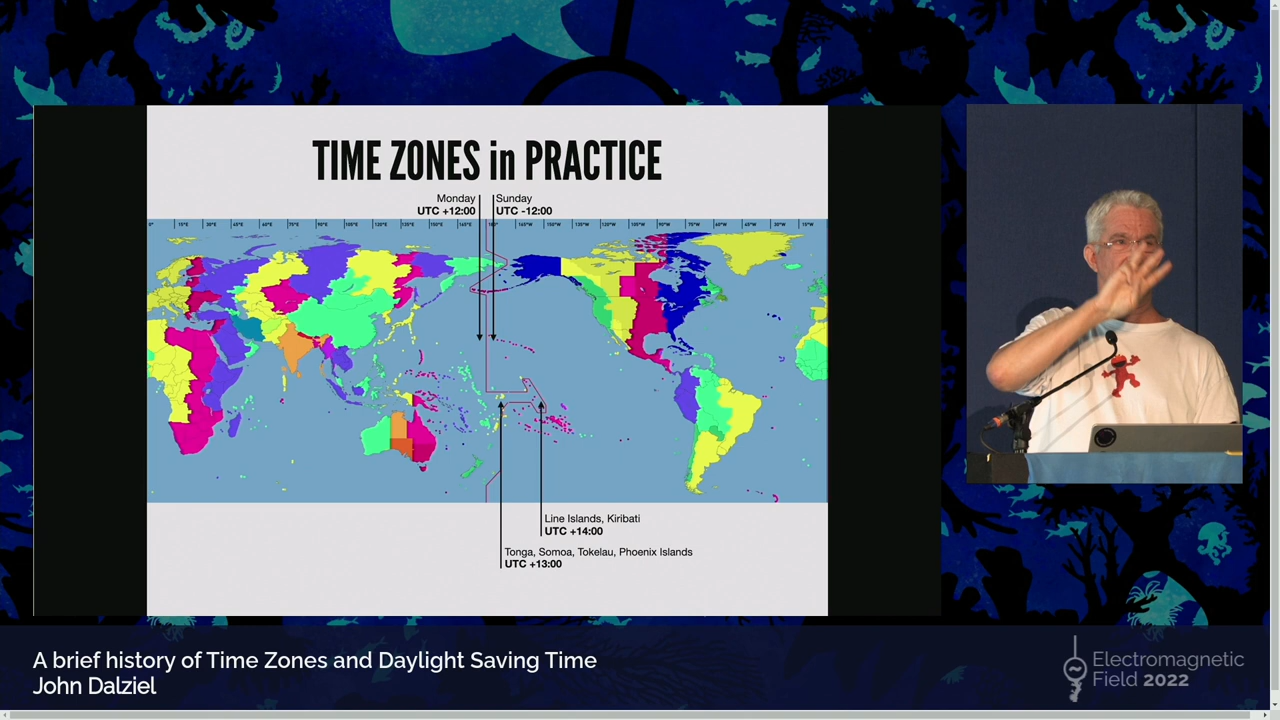 TIME ZONES in PRACTICE
Monday
UTC +12:00
Sunday
UTC -12:00
Line Islands, Kiribati
UTC +14:00
Tonga, Somoa, Tokelau, Phoenix Islands
UTC +13:00
A brief history of Time Zones and Daylight Saving Time
John Dalziel
Electromagnetic
Field 2022